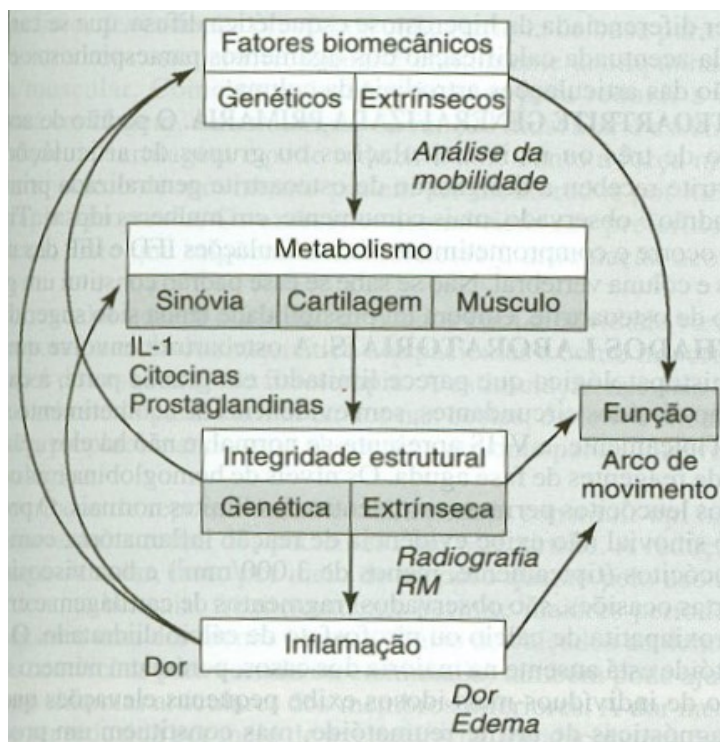 Fatores biomecânicos
Genéticos Extrínsecos
Análise da
mobilidade
Metabolismo
Sinóvia Cartilagem Músculo
IL-1
Citocinas
Prostaglandinas
Função
Arco de
movimento
Integridade estrutural
Genética Extrínseca
Radiografia
RM
Inflamação
Dor
Dor
Edema